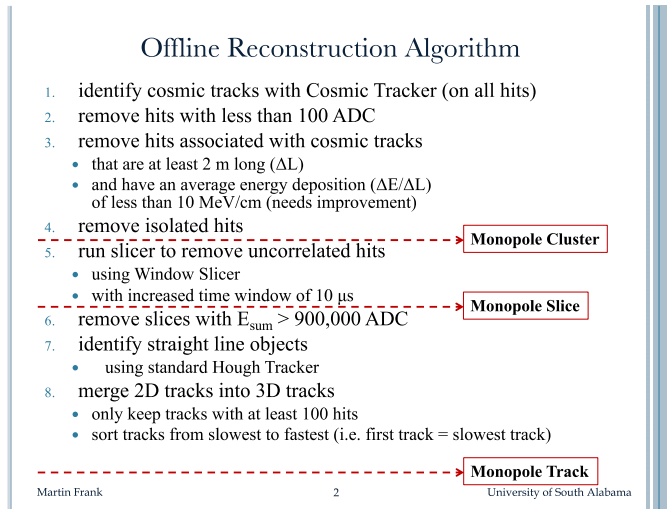 Offline Reconstruction Algorithm
1. identify cosmic tracks with Cosmic Tracker (on all hits)
2. remove hits with less than 100 ADC
3. remove hits associated with cosmic tracks
• that are at least 2 m long (ΔL)
• and have an average energy deposition (ΔE/ΔL)
of less than 10 MeV/cm (needs improvement)
4. remove isolated hits
Monopole Cluster
5. run slicer to remove uncorrelated hits
• using Window Slicer
• with increased time window of 10 μs
Monopole Slice
6. remove slices with Esum > 900,000 ADC
7. identify straight line objects
• using standard Hough Tracker
8. merge 2D tracks into 3D tracks
• only keep tracks with at least 100 hits
• sort tracks from slowest to fastest (i.e. first track = slowest track)
Monopole Track
Martin Frank
2
University of South Alabama